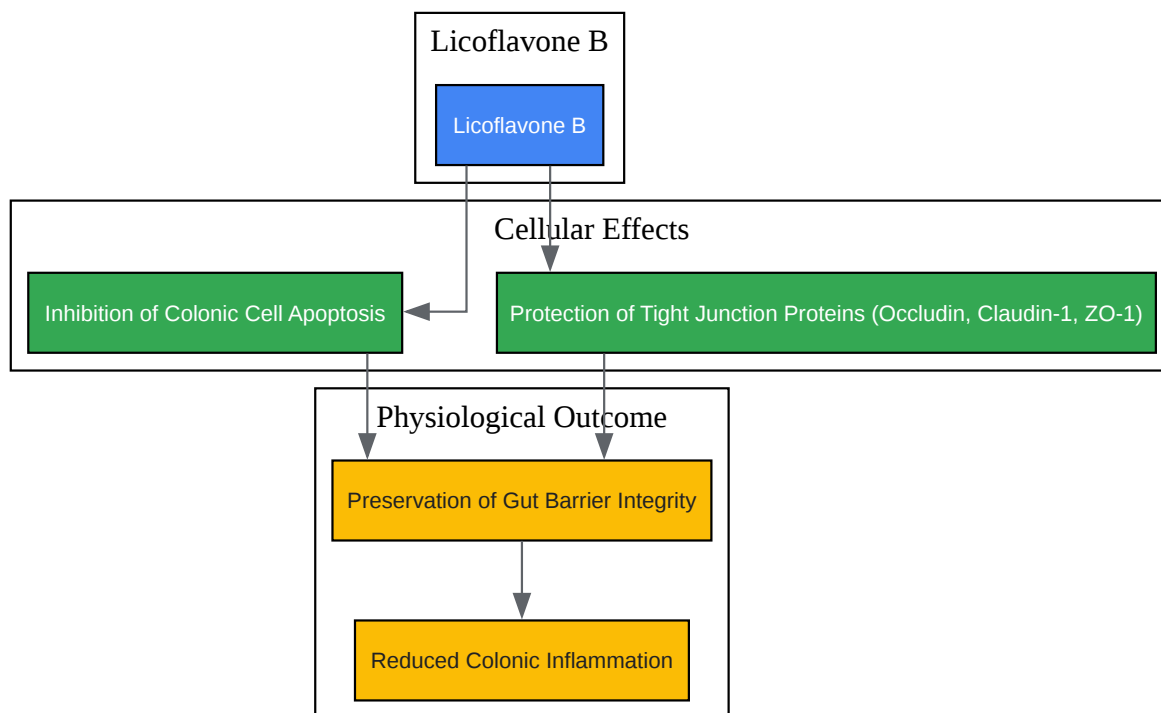 Licoflavone B
Licoflavone B
Cellular Effects
Inhibition of Colonic Cell Apoptosis
Protection of Tight Junction Proteins (Occludin, Claudin-1, ZO-1)
Physiological Outcome
Preservation of Gut Barrier Integrity
Reduced Colonic Inflammation